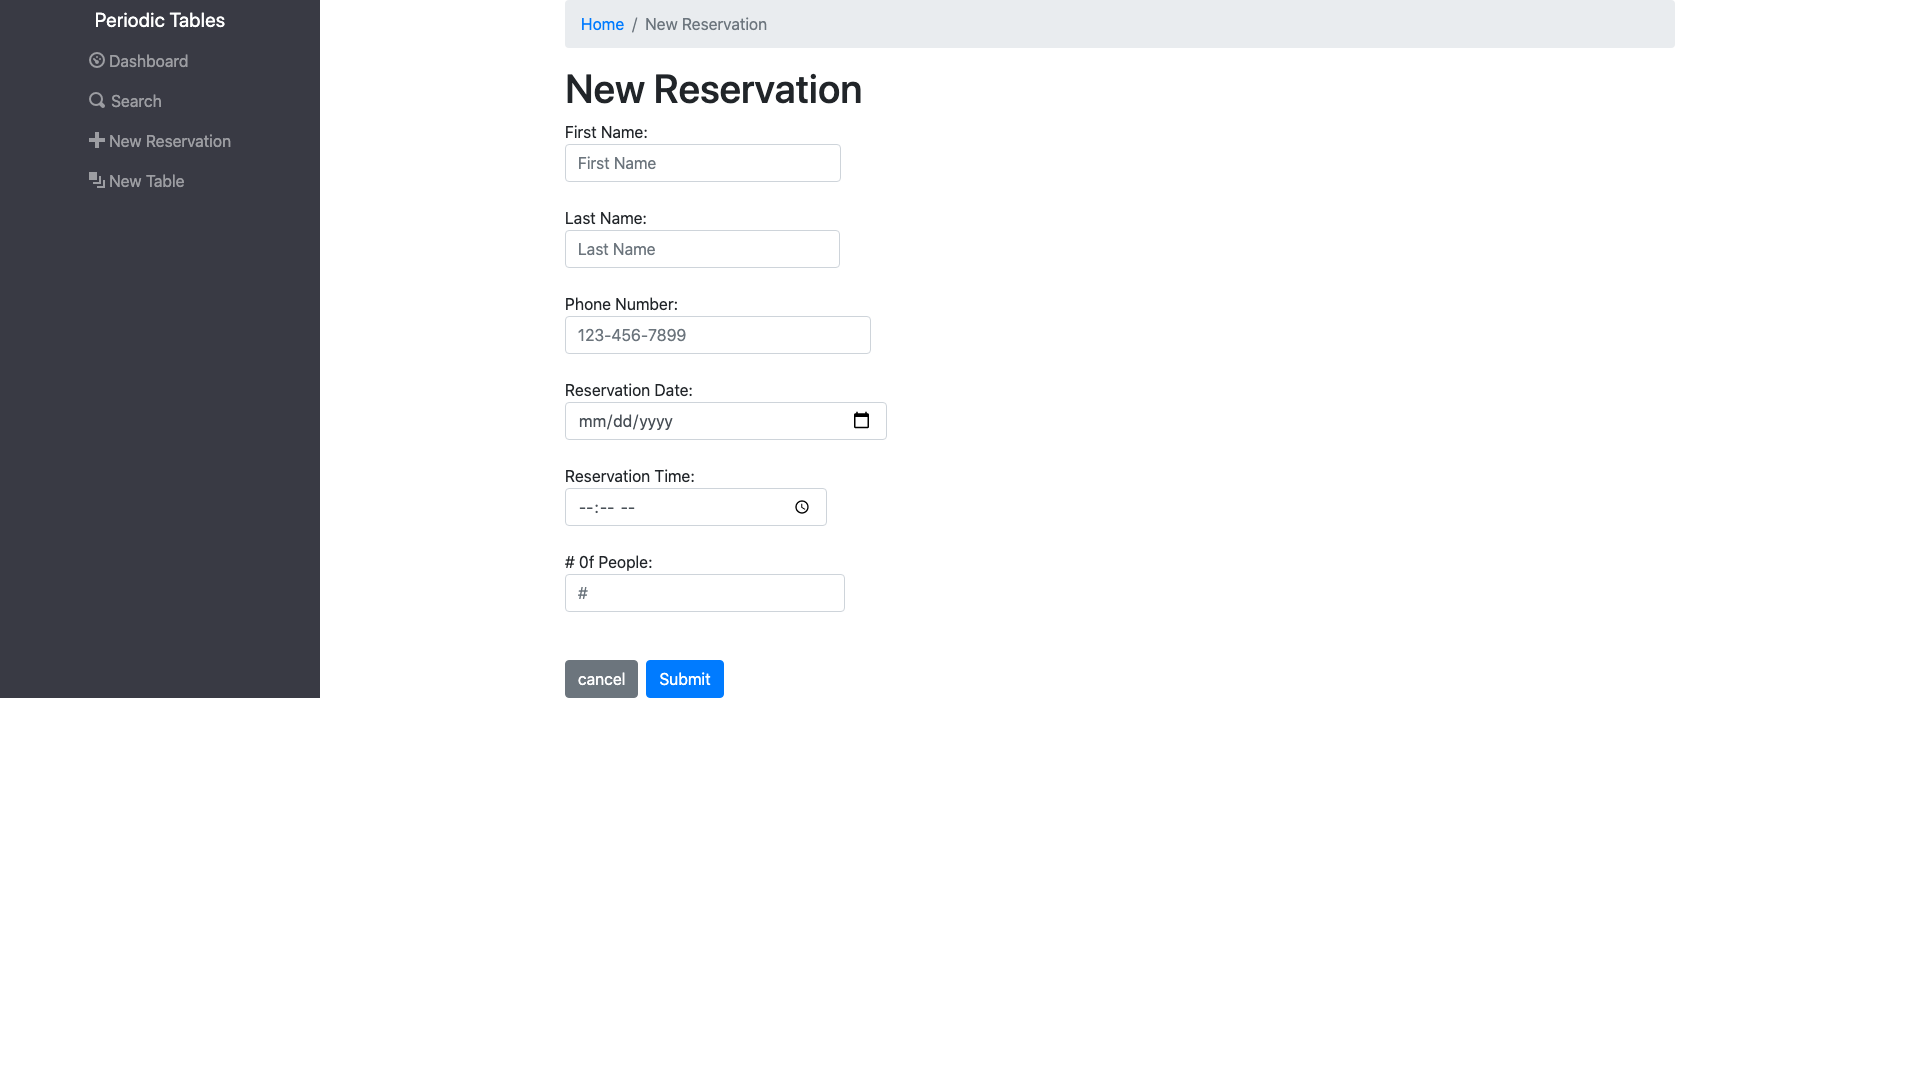 Periodic Tables
Dashboard
Search
New Reservation
New Table
Home / New Reservation
New Reservation
First Name:
First Name
Last Name:
Last Name
Phone Number:
123-456-7899
Reservation Date:
mm/dd/yyyy
Reservation Time:
--:-- --
# 0f People:
#
cancel
Submit